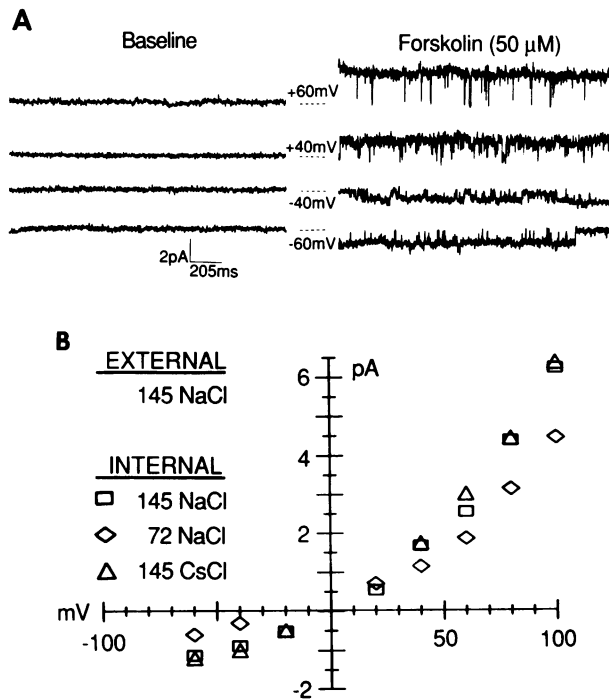 A
Baseline
Forskolin (50 µM)
+60mV
+40mV
-40mV
-60mV
2pA
205ms
B
EXTERNAL
145 NaCl
INTERNAL
145 NaCl
72 NaCl
145 CsCl
pA
6
4
2
mV
-100
50
100
-2